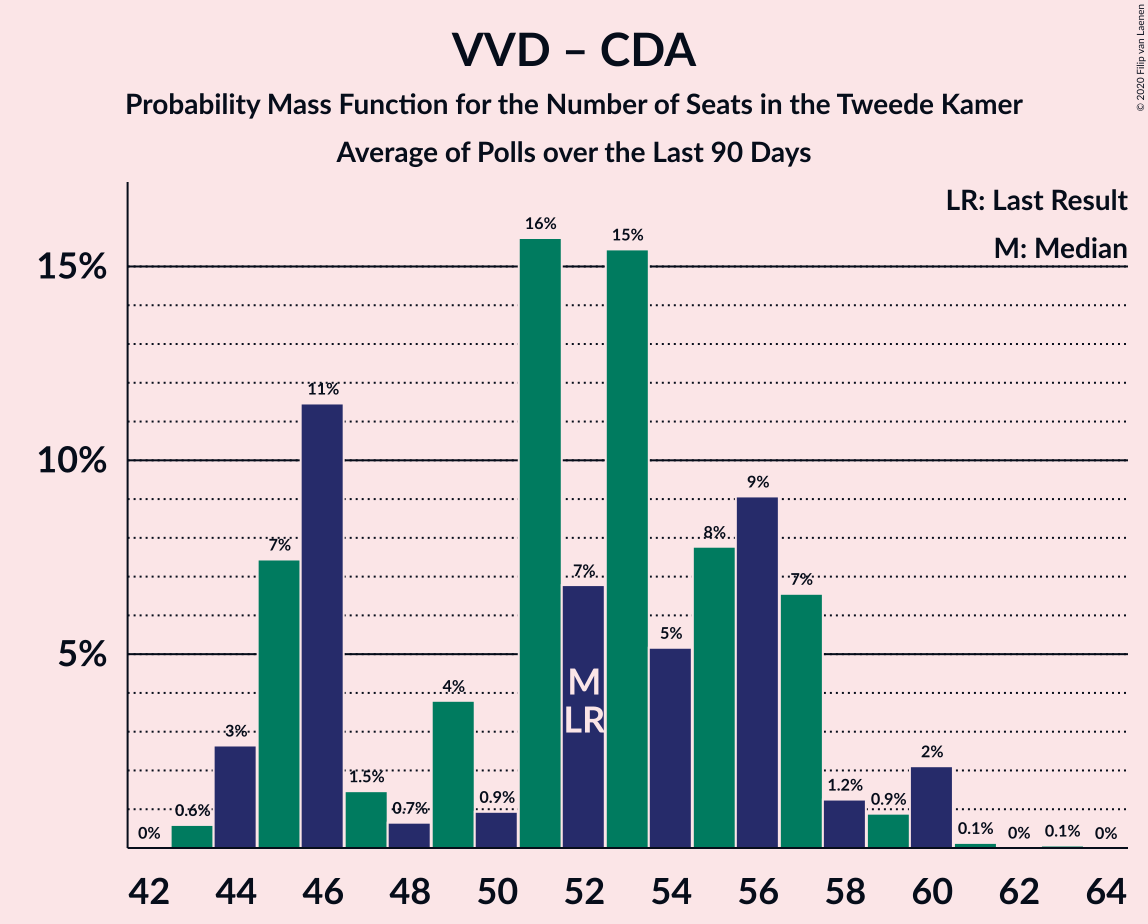 VVD – CDA
Probability Mass Function for the Number of Seats in the Tweede Kamer
Average of Polls over the Last 90 Days
© 2020 Filip van Laenen
LR: Last Result
M: Median
15%
10%
5%
0%
0.6%
3%
7%
11%
1.5%
0.7%
4%
0.9%
16%
7%
15%
5%
8%
9%
7%
1.2%
0.9%
2%
0.1%
0%
0.1%
0%
M
LR
42 44 46 48 50 52 54 56 58 60 62 64